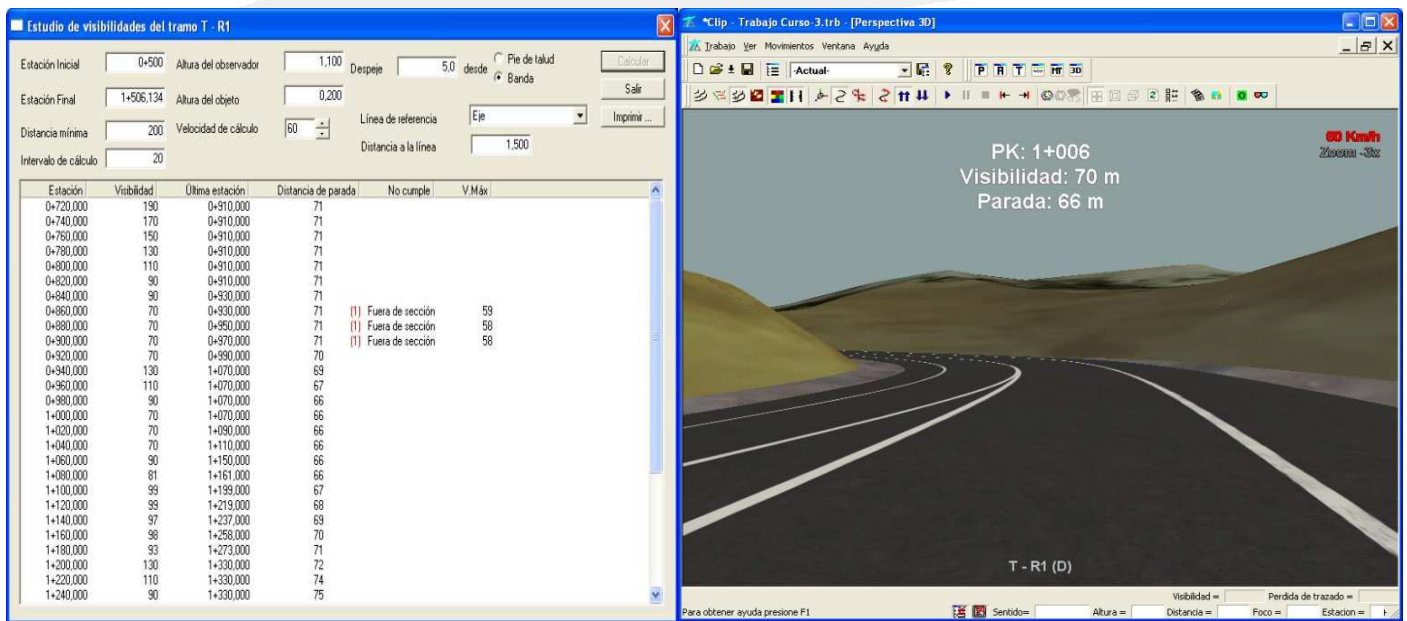 Estudio de visibilidades del tramo T - R1
Estación Inicial 0+500 Altura del observador 1,100 Despeje 5,0 desde Pie de talud Banda Calcular
Estación Final 1+506,134 Altura del objeto 0,200 Salir
Distancia mínima 200 Velocidad de cálculo 60 Línea de referencia Eje Imprimir ...
Intervalo de cálculo 20 Distancia a la línea 1,500
Estación Visibilidad Última estación Distancia de parada No cumple V.Máx
0+720,000 190 0+910,000 71
0+740,000 170 0+910,000 71
0+760,000 150 0+910,000 71
0+780,000 130 0+910,000 71
0+800,000 110 0+910,000 71
0+820,000 90 0+910,000 71
0+840,000 90 0+930,000 71
0+860,000 70 0+930,000 71 (1) Fuera de sección 59
0+880,000 70 0+950,000 71 (1) Fuera de sección 58
0+900,000 70 0+970,000 71 (1) Fuera de sección 58
0+920,000 70 0+990,000 70
0+940,000 130 1+070,000 69
0+960,000 110 1+070,000 67
0+980,000 90 1+070,000 66
1+000,000 70 1+070,000 66
1+020,000 70 1+090,000 66
1+040,000 70 1+110,000 66
1+060,000 90 1+150,000 66
1+080,000 81 1+161,000 66
1+100,000 99 1+199,000 67
1+120,000 99 1+219,000 68
1+140,000 97 1+237,000 69
1+160,000 98 1+258,000 70
1+180,000 93 1+273,000 71
1+200,000 130 1+330,000 72
1+220,000 110 1+330,000 74
1+240,000 90 1+330,000 75
*Clip - Trabajo Curso-3.trb - [Perspectiva 3D]
Trabajo Ver Movimientos Ventana Ayuda
-Actual- P R T HT 3D
60 Km/h
Zoom -3x
PK: 1+006
Visibilidad: 70 m
Parada: 66 m
T - R1 (D)
Visibilidad = Perdida de trazado =
Para obtener ayuda presione F1 Sentido= Altura = Distancia = Foco = Estacion =